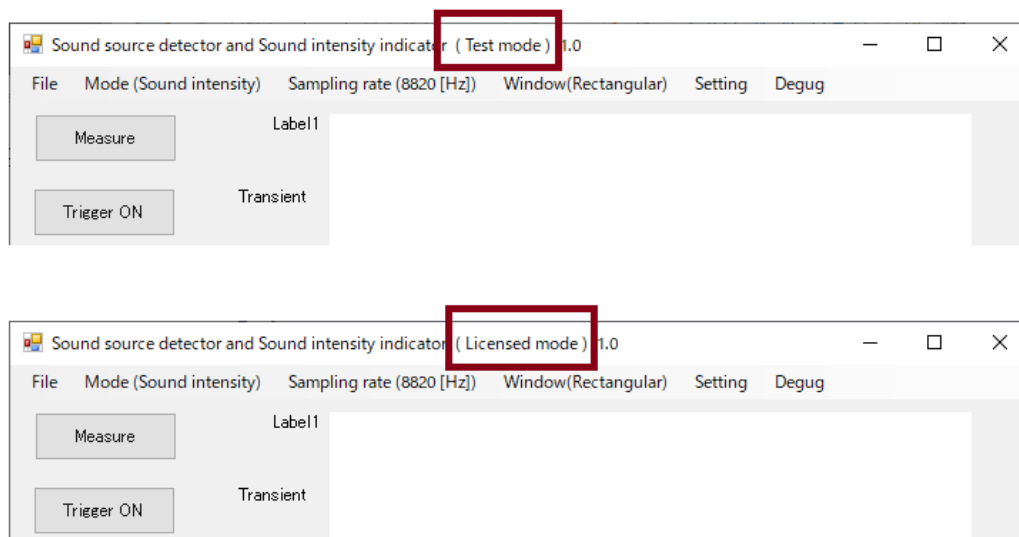 Sound source detector and Sound intensity indicator ( Test mode ) 1.0
File Mode (Sound intensity) Sampling rate (8820 [Hz]) Window(Rectangular) Setting Degug
Measure
Label1
Trigger ON
Transient
Sound source detector and Sound intensity indicator ( Licensed mode ) 1.0
File Mode (Sound intensity) Sampling rate (8820 [Hz]) Window(Rectangular) Setting Degug
Measure
Label1
Trigger ON
Transient